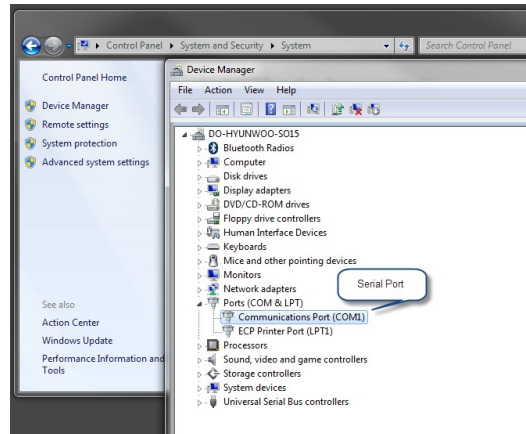 Control Panel ▸ System and Security ▸ System
Search Control Panel
Control Panel Home
Device Manager
Remote settings
System protection
Advanced system settings
See also
Action Center
Windows Update
Performance Information and
Tools
Device Manager
File Action View Help
DO-HYUNWOO-SO15
Bluetooth Radios
Computer
Disk drives
Display adapters
DVD/CD-ROM drives
Floppy drive controllers
Human Interface Devices
Keyboards
Mice and other pointing devices
Monitors
Network adapters
Ports (COM & LPT)
Communications Port (COM1)
ECP Printer Port (LPT1)
Processors
Sound, video and game controllers
Storage controllers
System devices
Universal Serial Bus controllers
Serial Port